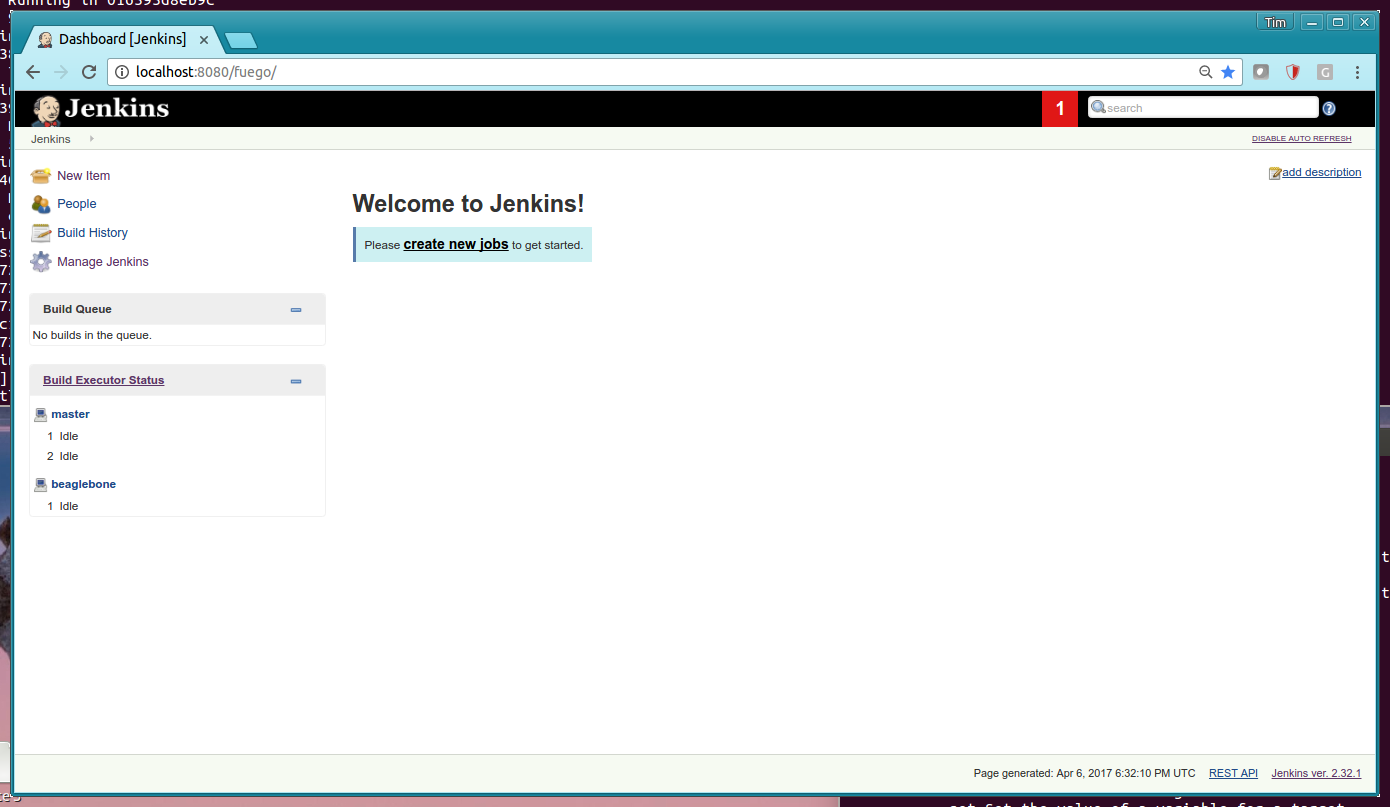 Running in 016393d8eb9c
Tim
Dashboard [Jenkins]
localhost:8080/fuego/
G
Jenkins
1
search
?
Jenkins
DISABLE AUTO REFRESH
New Item
add description
People
Welcome to Jenkins!
Build History
Please create new jobs to get started.
Manage Jenkins
Build Queue
No builds in the queue.
Build Executor Status
master
1 Idle
2 Idle
beaglebone
1 Idle
Page generated: Apr 6, 2017 6:32:10 PM UTC REST API Jenkins ver. 2.32.1